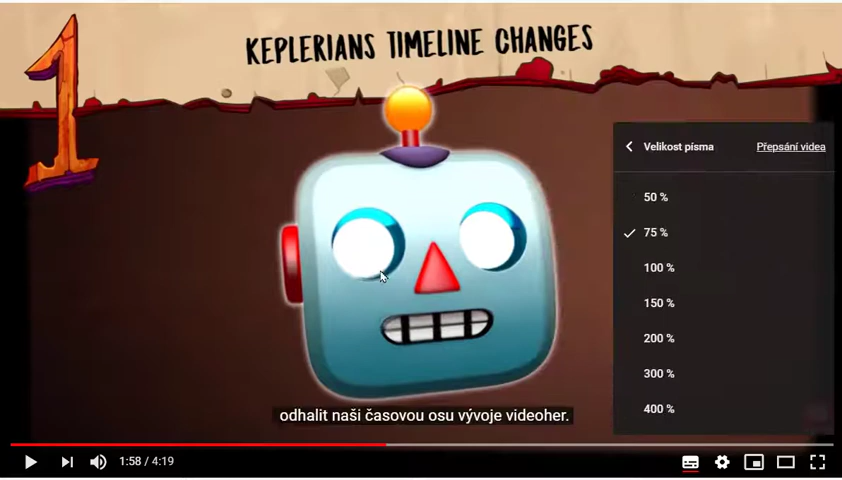 1
KEPLERIANS TIMELINE CHANGES
Velikost písma
Přepsání videa
50 %
75 %
100 %
150 %
200 %
300 %
400 %
odhalit naši časovou osu vývoje videoher.
1:58 / 4:19